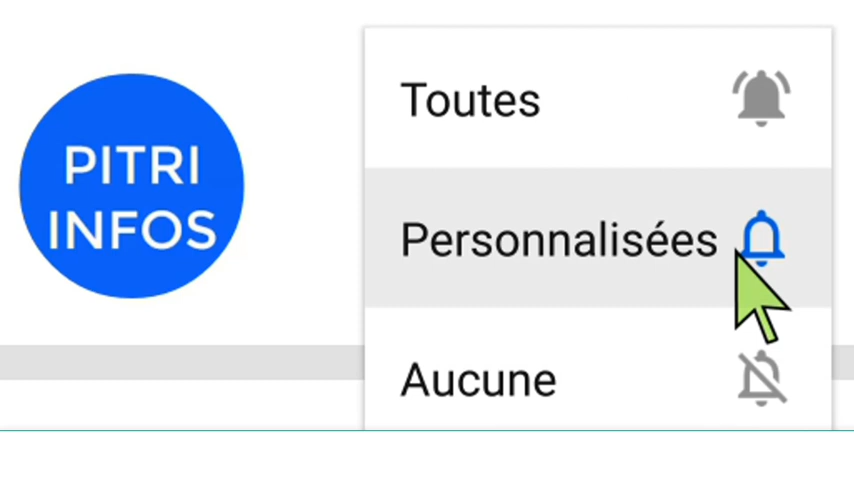 PITRI
INFOS
Toutes
Personnalisées
Aucune